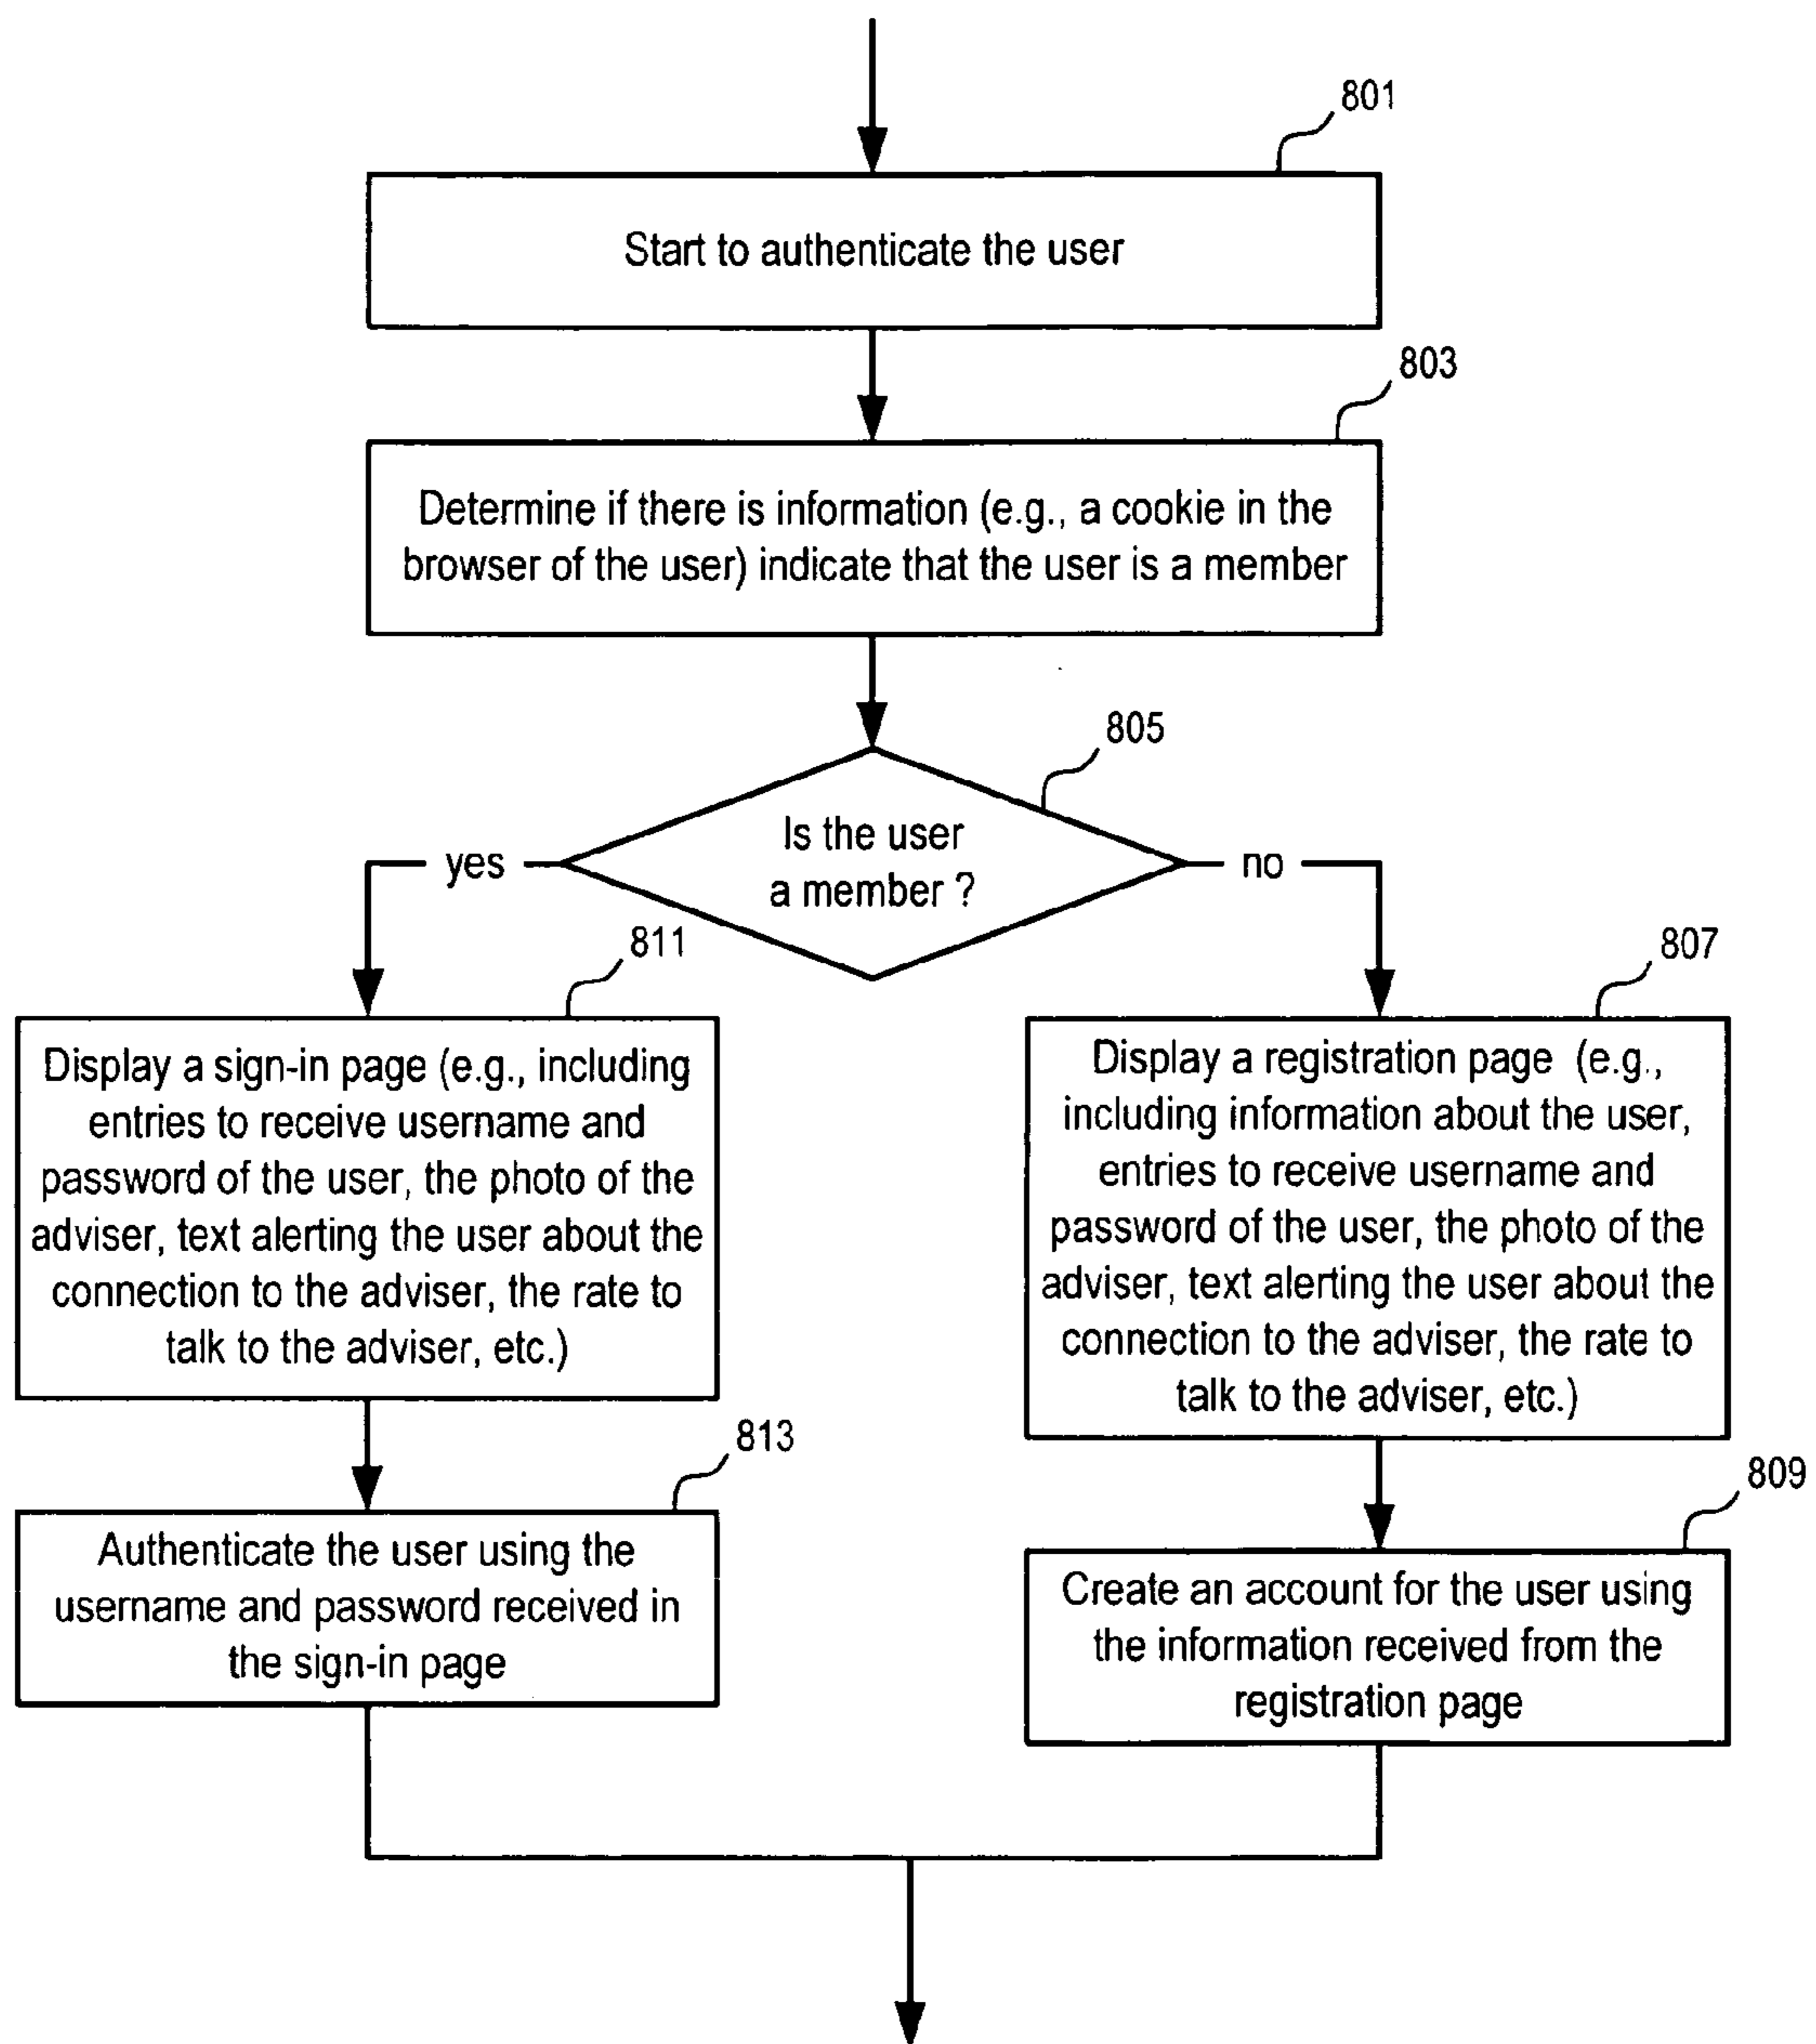 801
Start to authenticate the user
803
Determine if there is information (e.g., a cookie in the
browser of the user) indicate that the user is a member
805
Is the user
a member ?
yes
no
811
Display a sign-in page (e.g., including
entries to receive username and
password of the user, the photo of the
adviser, text alerting the user about the
connection to the adviser, the rate to
talk to the adviser, etc.)
807
Display a registration page (e.g.,
including information about the user,
entries to receive username and
password of the user, the photo of the
adviser, text alerting the user about the
connection to the adviser, the rate to
talk to the adviser, etc.)
813
Authenticate the user using the
username and password received in
the sign-in page
809
Create an account for the user using
the information received from the
registration page